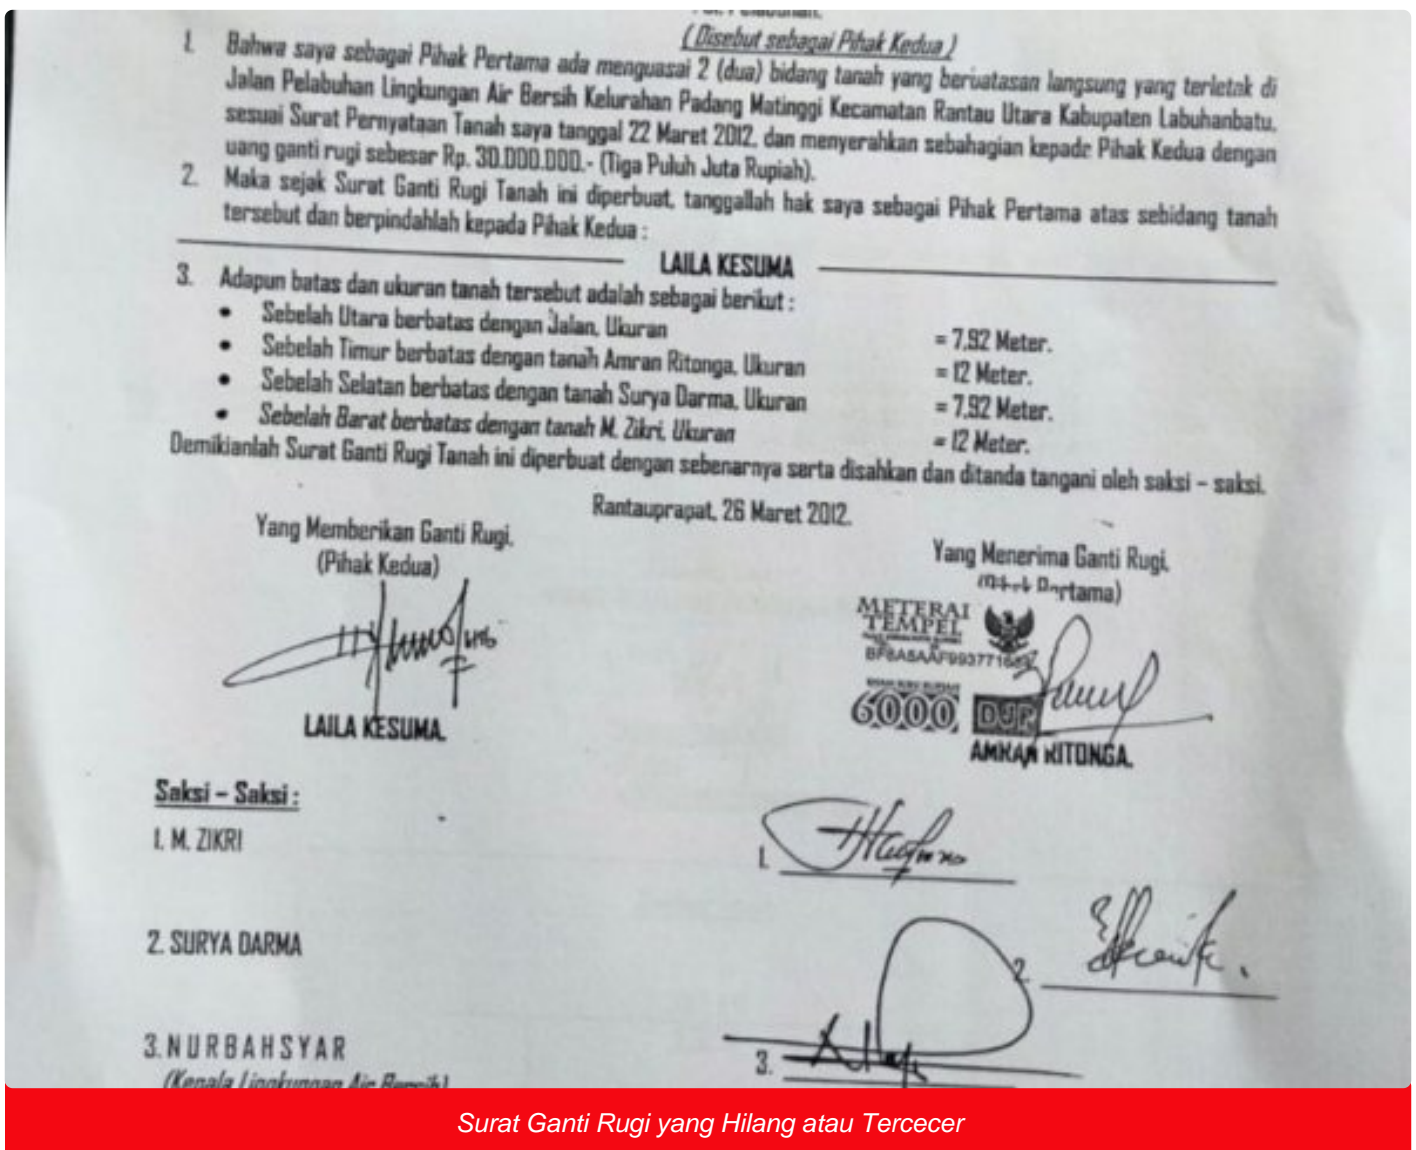 ( Disebut sebagai Pihak Kedua )
1. Bahwa saya sebagai Pihak Pertama ada menguasai 2 (dua) bidang tanah yang berbatasan langsung yang terletak di
Jalan Pelabuhan Lingkungan Air Bersih Kelurahan Padang Matinggi Kecamatan Rantau Utara Kabupaten Labuhanbatu,
sesuai Surat Pernyataan Tanah saya tanggal 22 Maret 2012, dan menyerahkan sebahagian kepada Pihak Kedua dengan
uang ganti rugi sebesar Rp. 30.000.000.- (Tiga Puluh Juta Rupiah).
2. Maka sejak Surat Ganti Rugi Tanah ini diperbuat, tanggallah hak saya sebagai Pihak Pertama atas sebidang tanah
tersebut dan berpindahlah kepada Pihak Kedua :
LAILA KESUMA
3. Adapun batas dan ukuran tanah tersebut adalah sebagai berikut :
• Sebelah Utara berbatas dengan Jalan, Ukuran = 7,92 Meter.
• Sebelah Timur berbatas dengan tanah Amran Ritonga, Ukuran = 12 Meter.
• Sebelah Selatan berbatas dengan tanah Surya Darma, Ukuran = 7,92 Meter.
• Sebelah Barat berbatas dengan tanah M. Zikri, Ukuran = 12 Meter.
Demikianlah Surat Ganti Rugi Tanah ini diperbuat dengan sebenarnya serta disahkan dan ditanda tangani oleh saksi – saksi.
Rantauprapat, 26 Maret 2012.
Yang Memberikan Ganti Rugi,
(Pihak Kedua)
Yang Menerima Ganti Rugi,
Pertama)
METERAI
TEMPEL
6000 DJP
LAILA KESUMA.
AMRAN RITONGA.
Saksi – Saksi :
1. M. ZIKRI
1.
2. SURYA DARMA
2.
3. NURBAHSYAR
3.
(Kepala Lingkungan Air Bersih)
Surat Ganti Rugi yang Hilang atau Tercecer